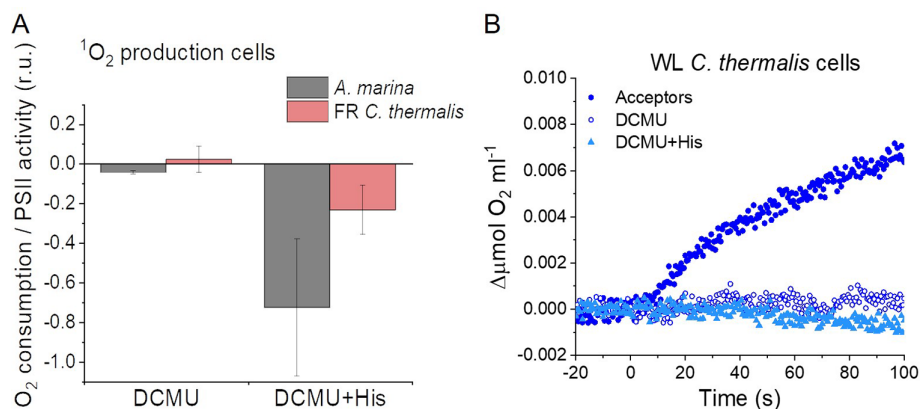 A
¹O₂ production cells
A. marina
FR C. thermalis
O₂ consumption / PSII activity (r.u.)
0.2
0.0
-0.2
-0.4
-0.6
-0.8
-1.0
DCMU
DCMU+His
B
WL C. thermalis cells
Acceptors
DCMU
DCMU+His
ΔµmoI O₂ ml⁻¹
0.010
0.008
0.006
0.004
0.002
0.000
-0.002
-20 0 20 40 60 80 100
Time (s)